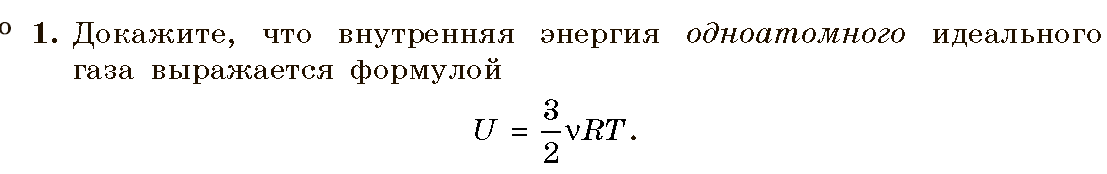 о 1. Докажите, что внутренняя энергия одноатомного идеального
газа выражается формулой
U = 3/2 νRT.